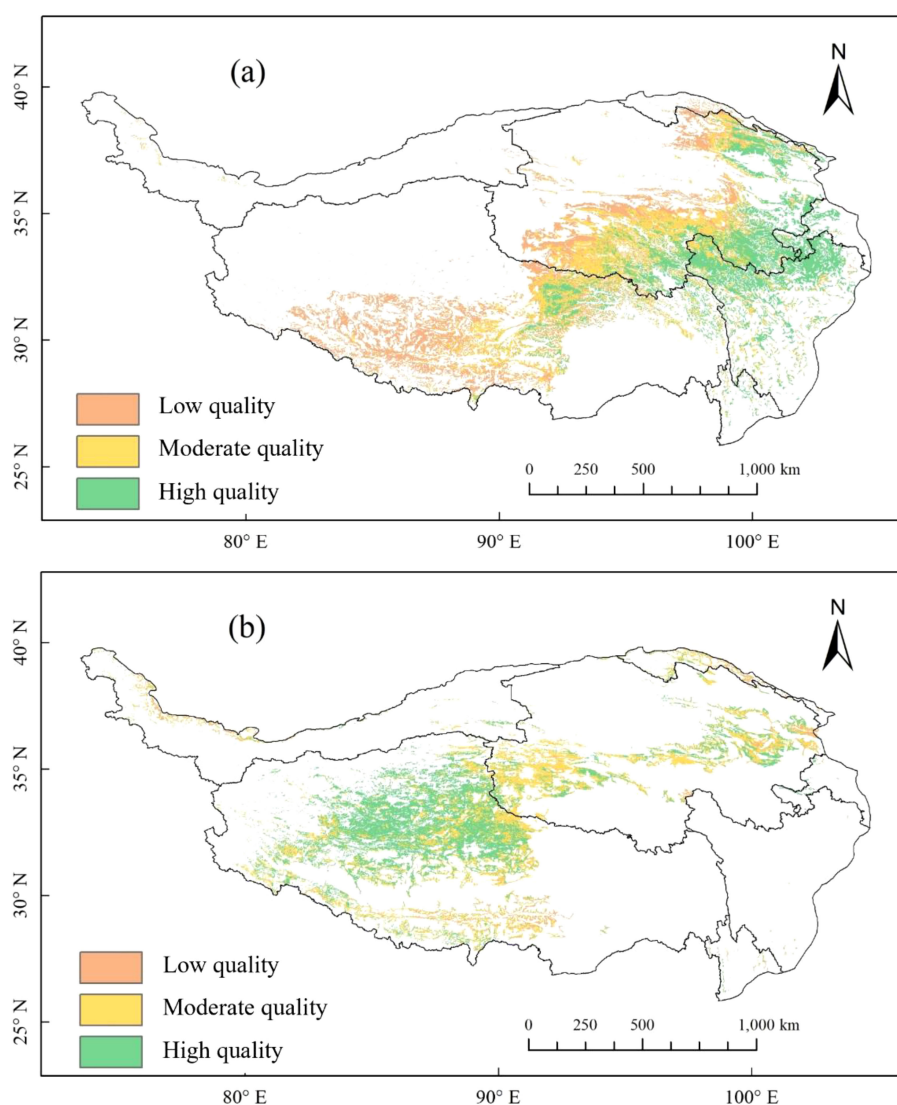 (a)
N
40° N
35° N
30° N
25° N
Low quality
Moderate quality
High quality
0 250 500 1,000 km
80° E 90° E 100° E
(b)
N
40° N
35° N
30° N
25° N
Low quality
Moderate quality
High quality
0 250 500 1,000 km
80° E 90° E 100° E